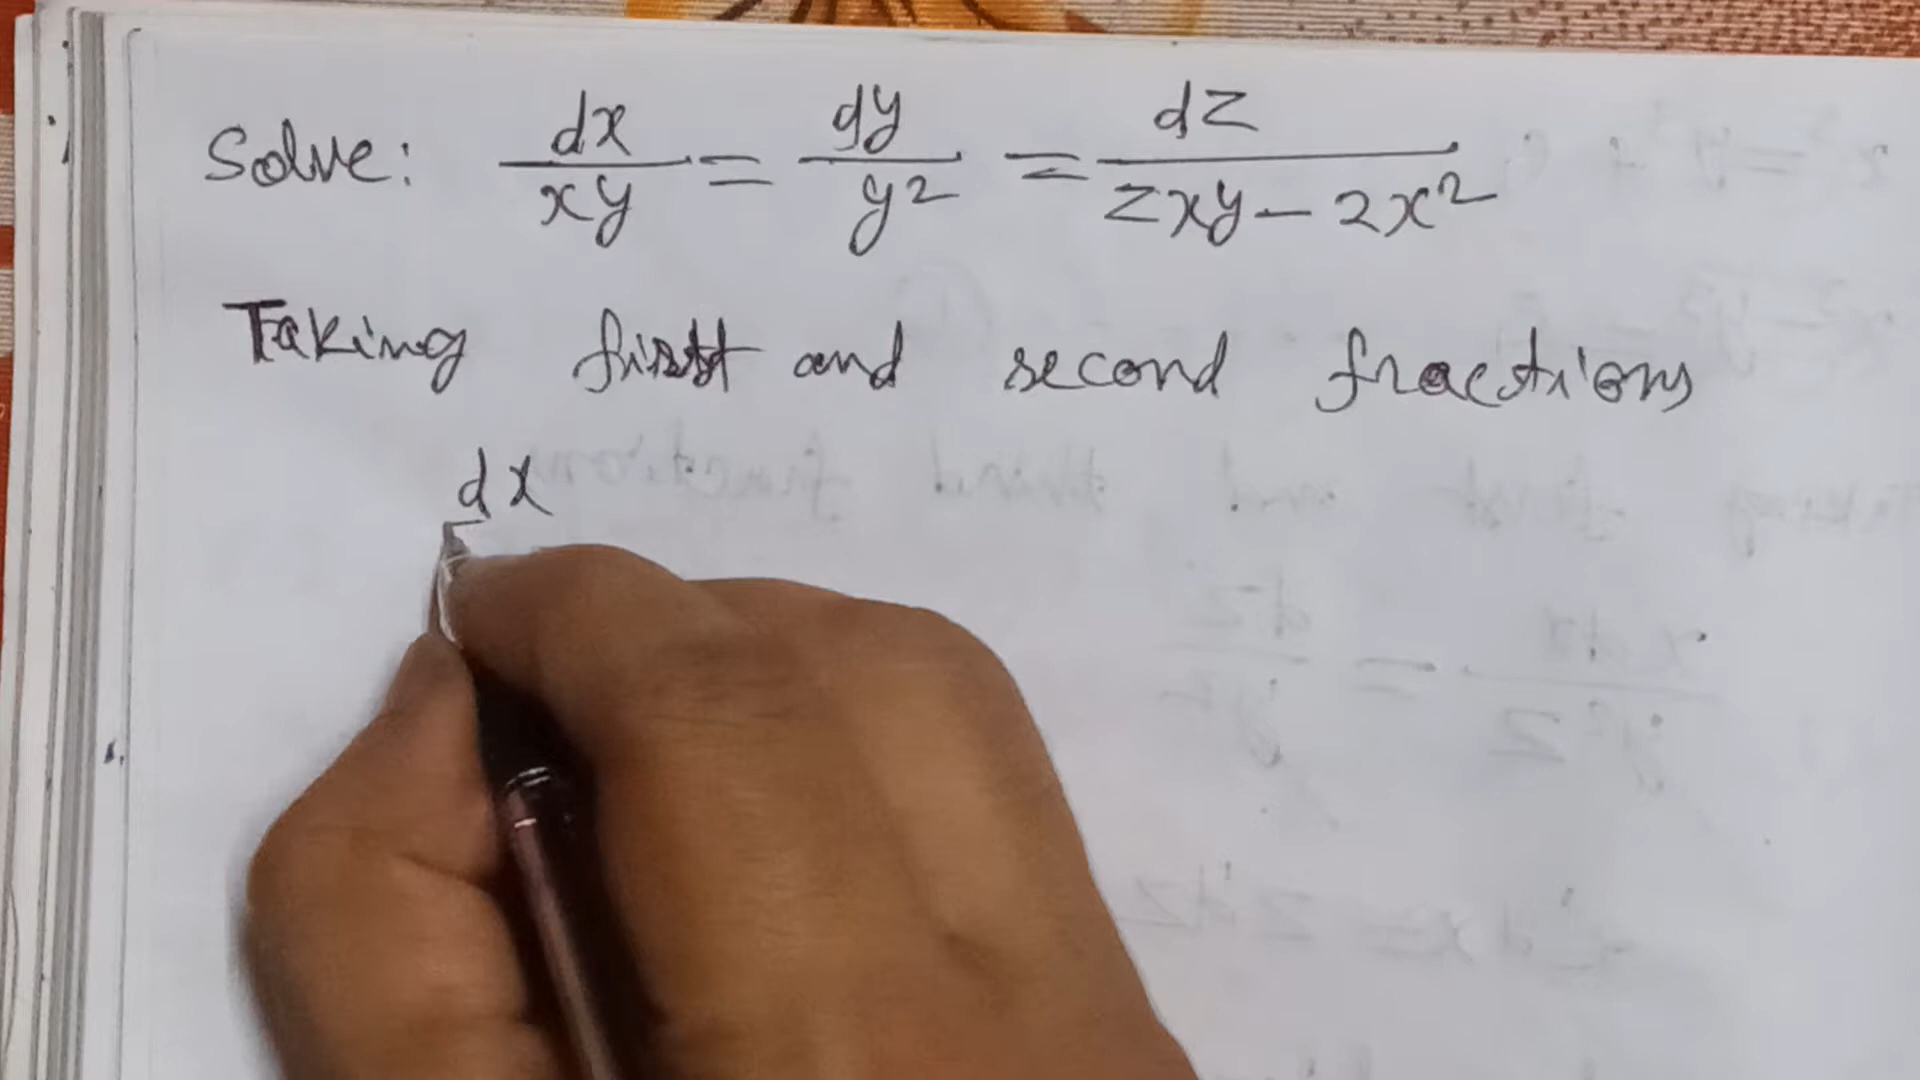 Solve: dx/xy = dy/y² = dz/zxy - 2x²
Taking first and second fractions
dx